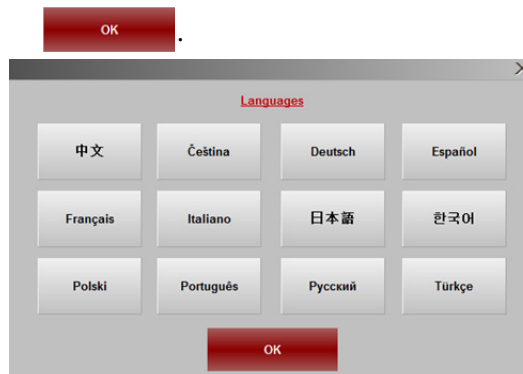 OK.
Languages
中文 Čeština Deutsch Español
Français Italiano 日本語 한국어
Polski Português Русский Türkçe
OK